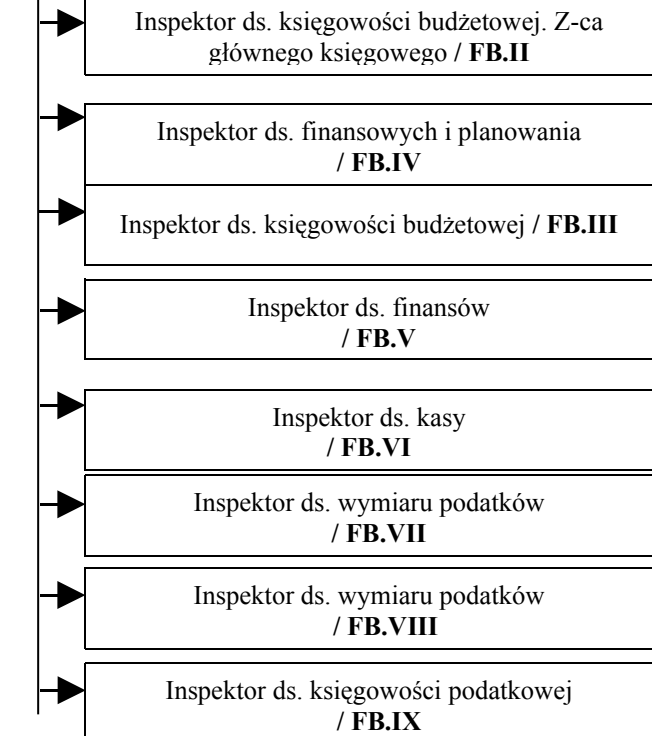 Inspektor ds. księgowości budżetowej. Z-ca
głównego księgowego / FB.II
Inspektor ds. finansowych i planowania
/ FB.IV
Inspektor ds. księgowości budżetowej / FB.III
Inspektor ds. finansów
/ FB.V
Inspektor ds. kasy
/ FB.VI
Inspektor ds. wymiaru podatków
/ FB.VII
Inspektor ds. wymiaru podatków
/ FB.VIII
Inspektor ds. księgowości podatkowej
/ FB.IX